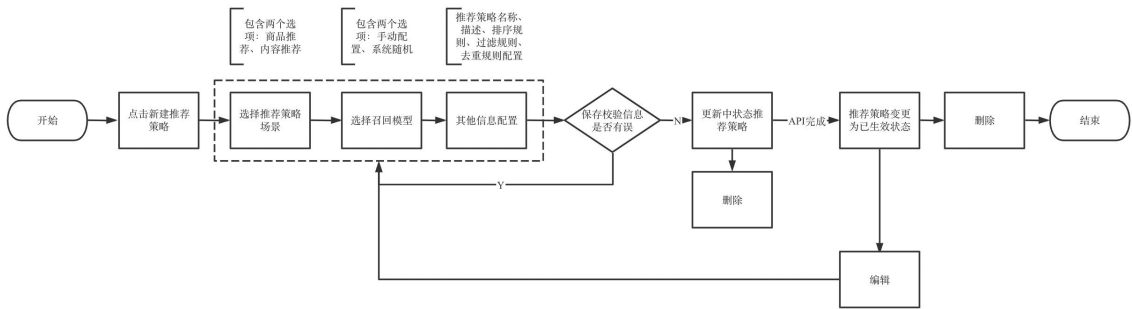 包含两个选
项：商品推
荐、内容推荐
包含两个选
项：手动配
置、系统随机
推荐策略名称、
描述、排序规
则、过滤规则、
去重规则配置
开始
点击新建推荐
策略
选择推荐策略
场景
选择召回模型
其他信息配置
保存校验信息
是否有误
N
更新中状态推
荐策略
API完成
推荐策略变更
为已生效状态
删除
结束
Y
删除
编辑